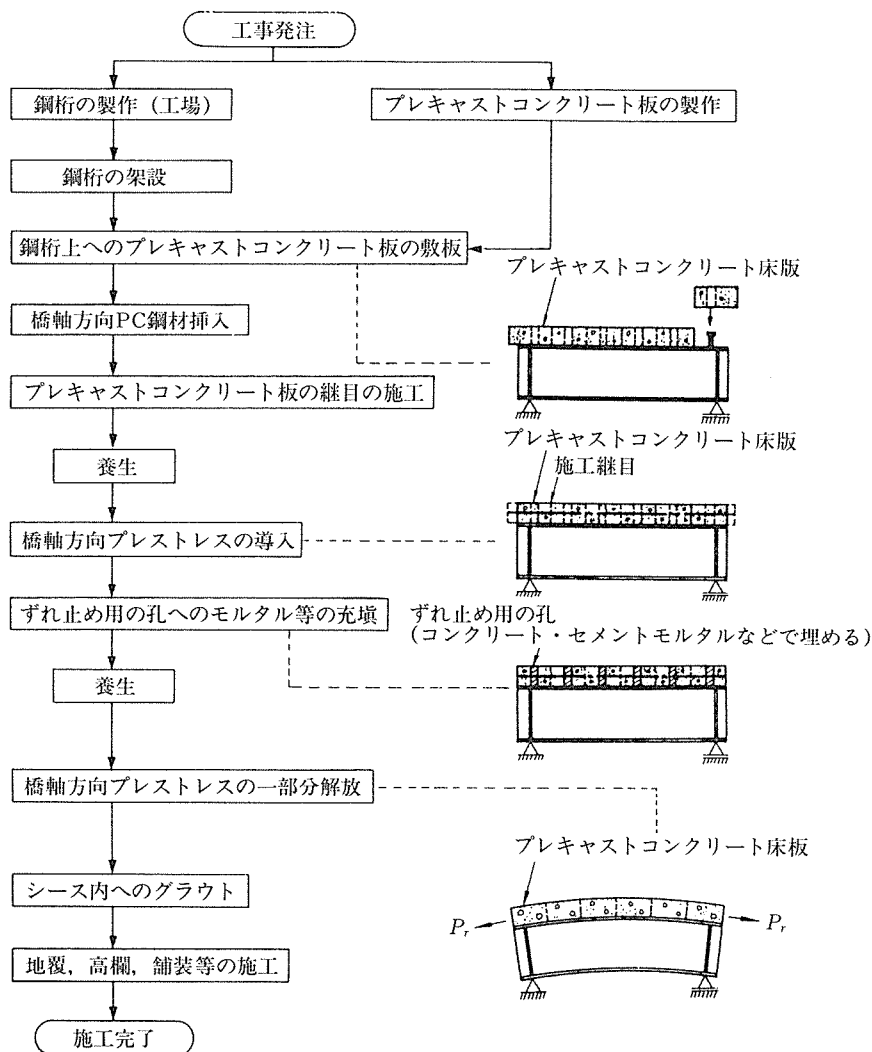 工事発注
鋼桁の製作(工場)
プレキャストコンクリート板の製作
鋼桁の架設
鋼桁上へのプレキャストコンクリート板の敷板
プレキャストコンクリート床版
橋軸方向PC鋼材挿入
プレキャストコンクリート板の継目の施工
プレキャストコンクリート床版
施工継目
養生
橋軸方向プレストレスの導入
ずれ止め用の孔へのモルタル等の充塡
ずれ止め用の孔
(コンクリート・セメントモルタルなどで埋める)
養生
橋軸方向プレストレスの一部分解放
プレキャストコンクリート床板
シース内へのグラウト
Pr
Pr
地覆,高欄,舗装等の施工
施工完了